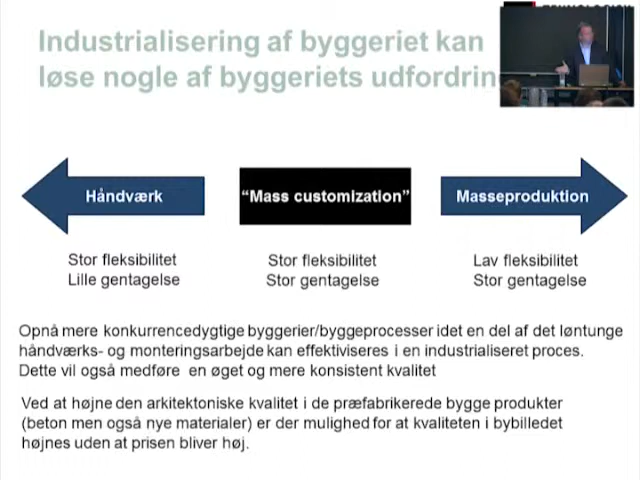 Industrialisering af byggeriet kan
løse nogle af byggeriets udfordrin
Håndværk
“Mass customization”
Masseproduktion
Stor fleksibilitet
Lille gentagelse
Stor fleksibilitet
Stor gentagelse
Lav fleksibilitet
Stor gentagelse
Opnå mere konkurrencedygtige byggerier/byggeprocesser idet en del af det løntunge
håndværks- og monteringsarbejde kan effektiviseres i en industrialiseret proces.
Dette vil også medføre en øget og mere konsistent kvalitet
Ved at højne den arkitektoniske kvalitet i de præfabrikerede bygge produkter
(beton men også nye materialer) er der mulighed for at kvaliteten i bybilledet
højnes uden at prisen bliver høj.